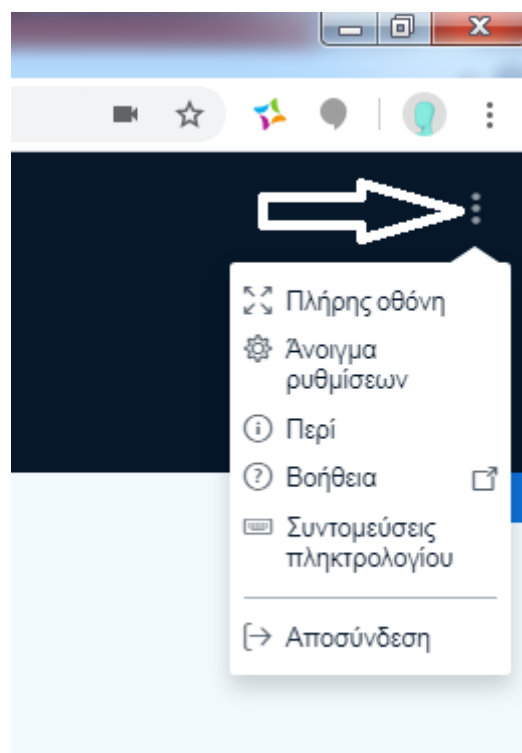 Πλήρης οθόνη
Άνοιγμα
ρυθμίσεων
Περί
Βοήθεια
Συντομεύσεις
πληκτρολογίου
Αποσύνδεση